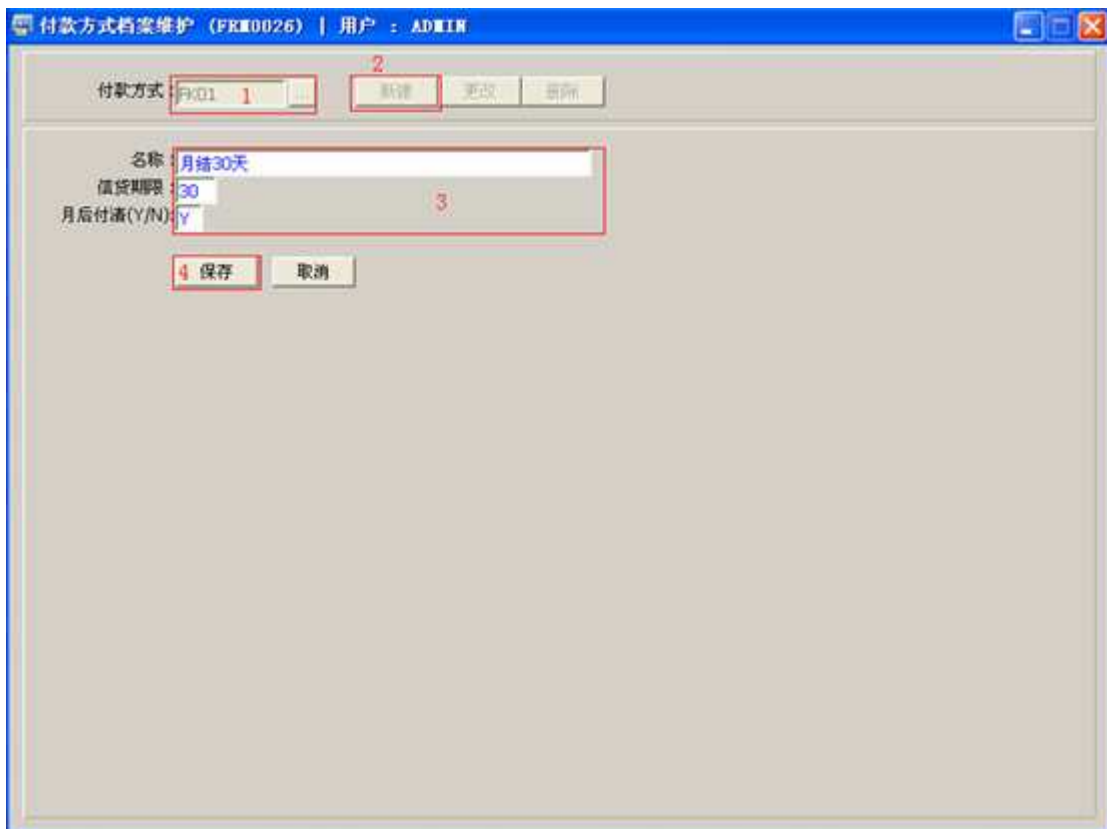 付款方式档案维护 (FRM0026) | 用户 : ADMIN
2
付款方式 : FK01 1 ... 新建 更改 删除
名称 : 月结30天
信贷期限 : 30
3
月后付清(Y/N): Y
4 保存 取消